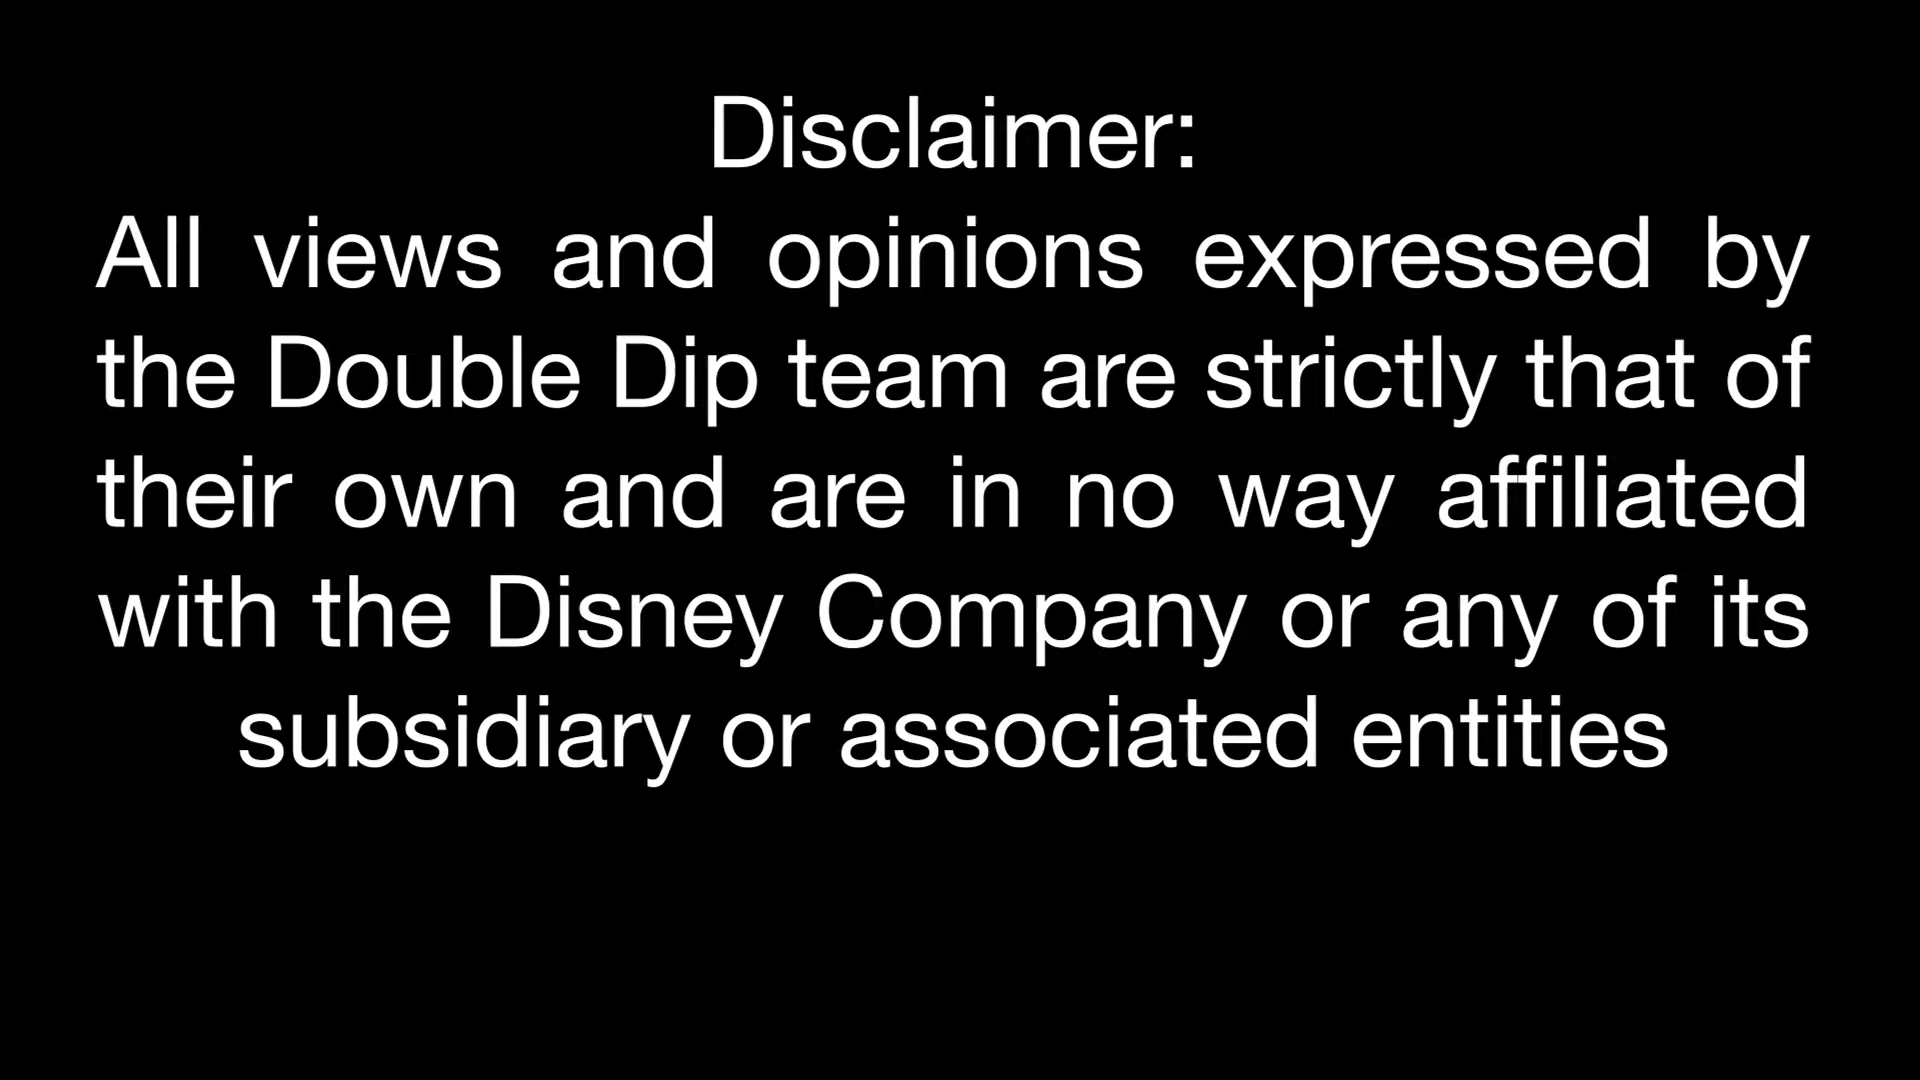 Disclaimer:
All views and opinions expressed by
the Double Dip team are strictly that of
their own and are in no way affiliated
with the Disney Company or any of its
subsidiary or associated entities